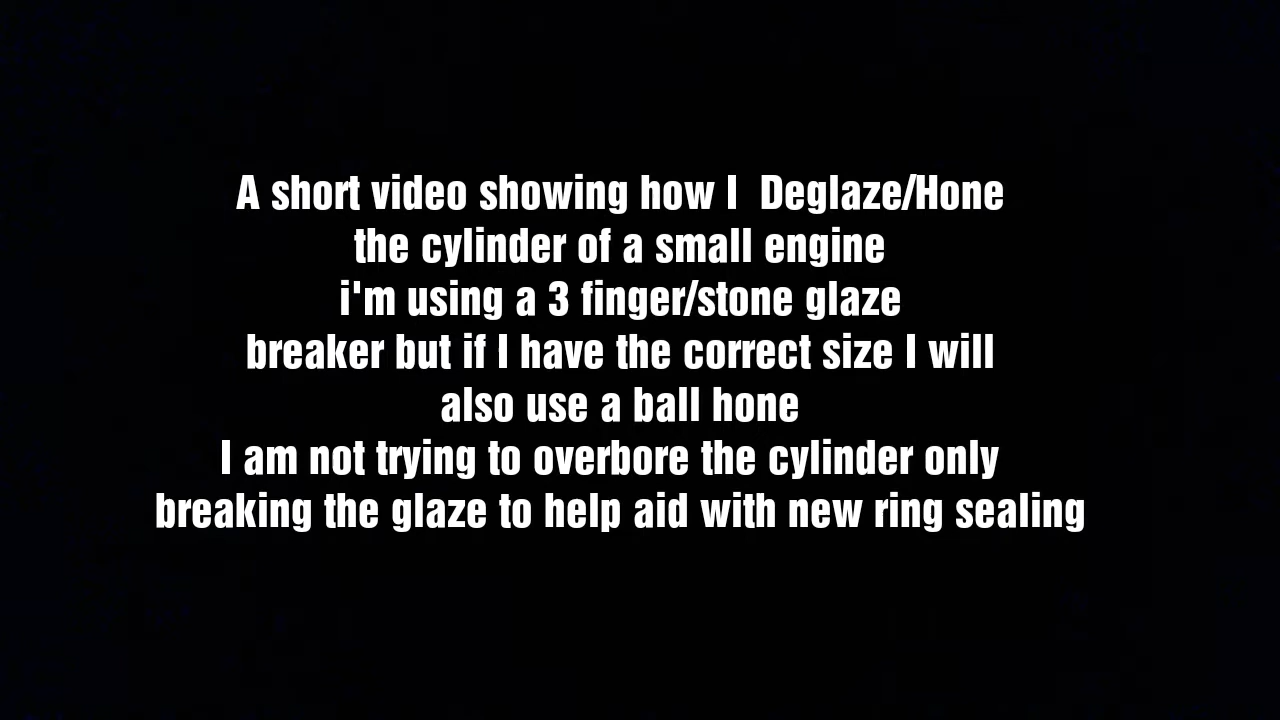 A short video showing how I  Deglaze/Hone
the cylinder of a small engine
i'm using a 3 finger/stone glaze
breaker but if I have the correct size I will
also use a ball hone
I am not trying to overbore the cylinder only
breaking the glaze to help aid with new ring sealing